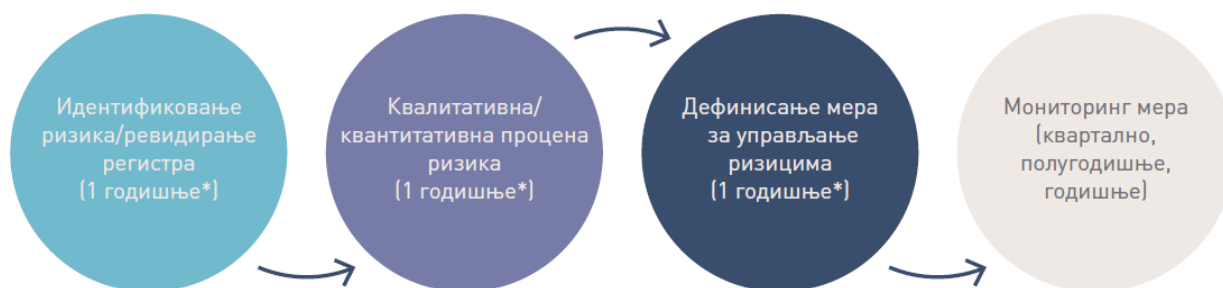 Идентификовање
ризика/ревидирање
регистра
(1 годишње*)
Квалитативна/
квантитативна процена
ризика
(1 годишње*)
Дефинисање мера
за управљање
ризицима
(1 годишње*)
Мониторинг мера
(квартално,
полугодишње,
годишње)